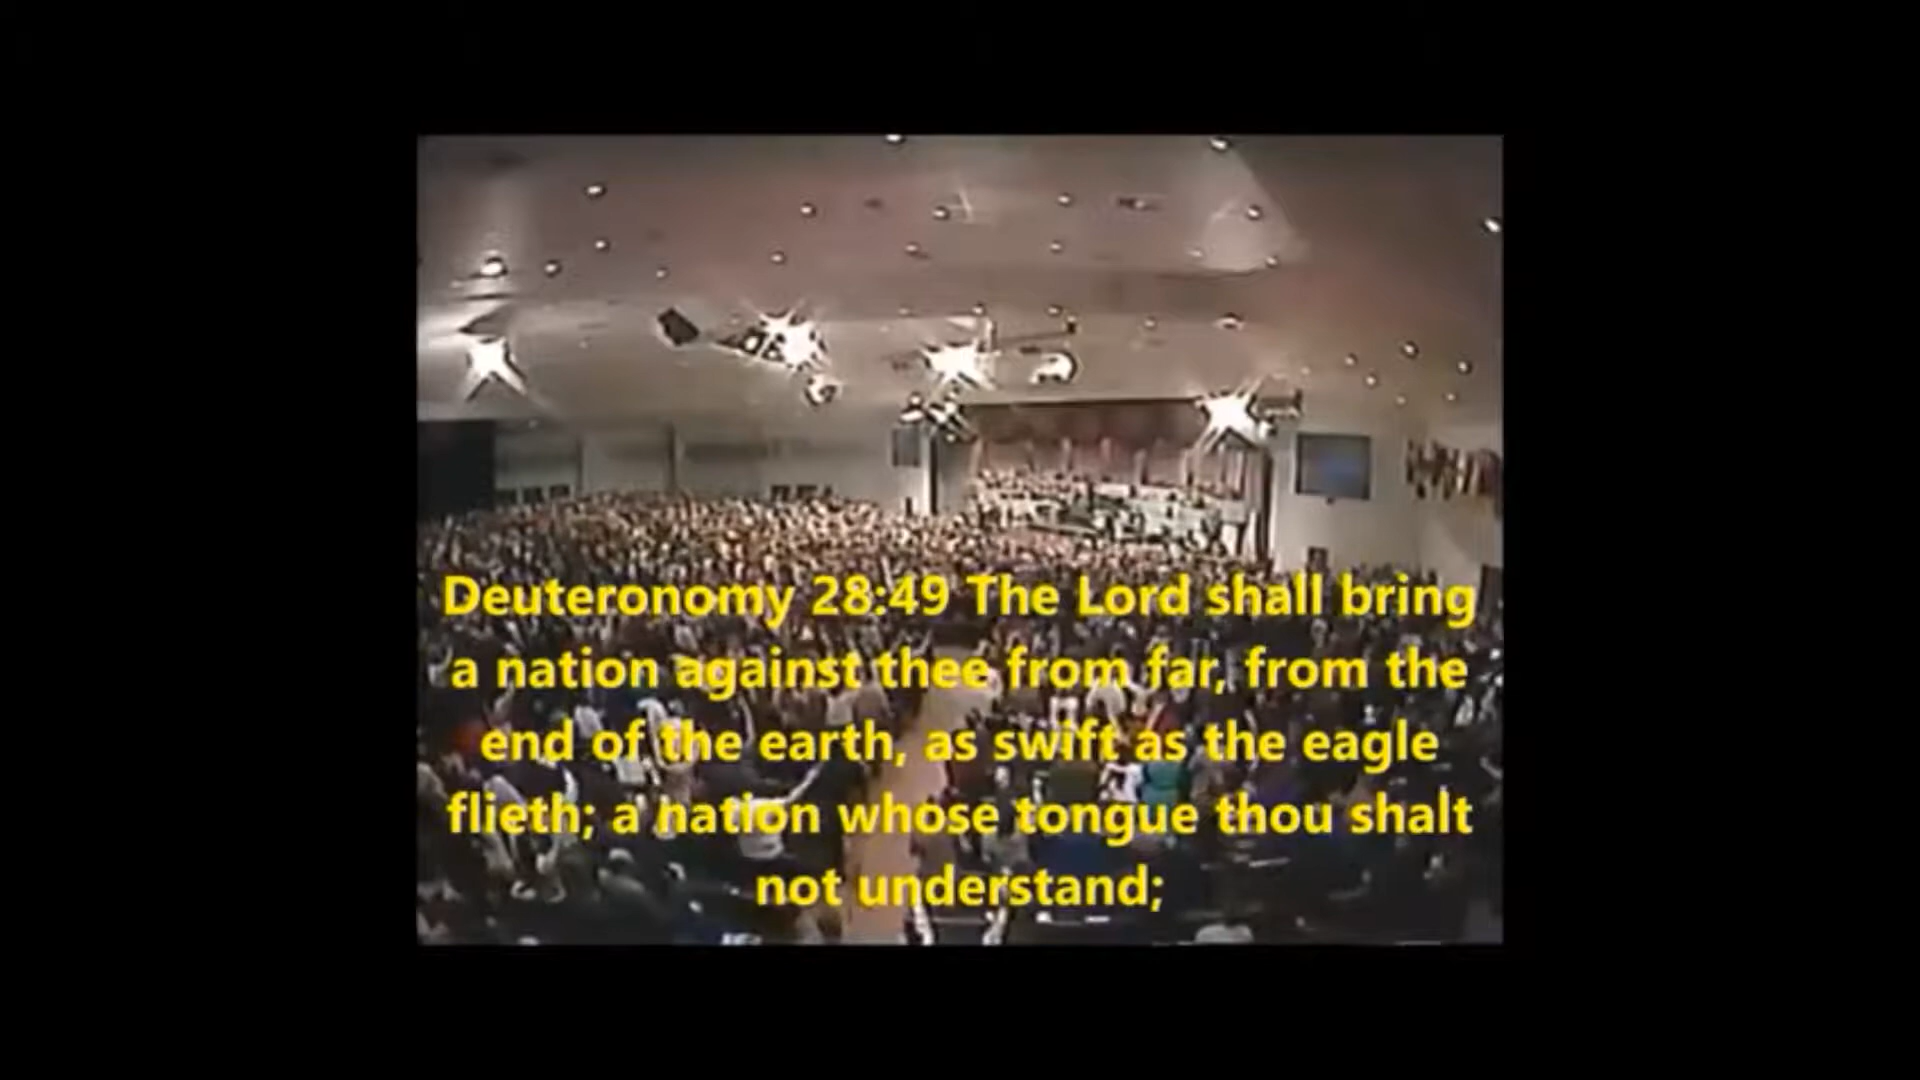 Deuteronomy 28:49 The Lord shall bring
a nation against thee from far, from the
end of the earth, as swift as the eagle
flieth; a nation whose tongue thou shalt
not understand;